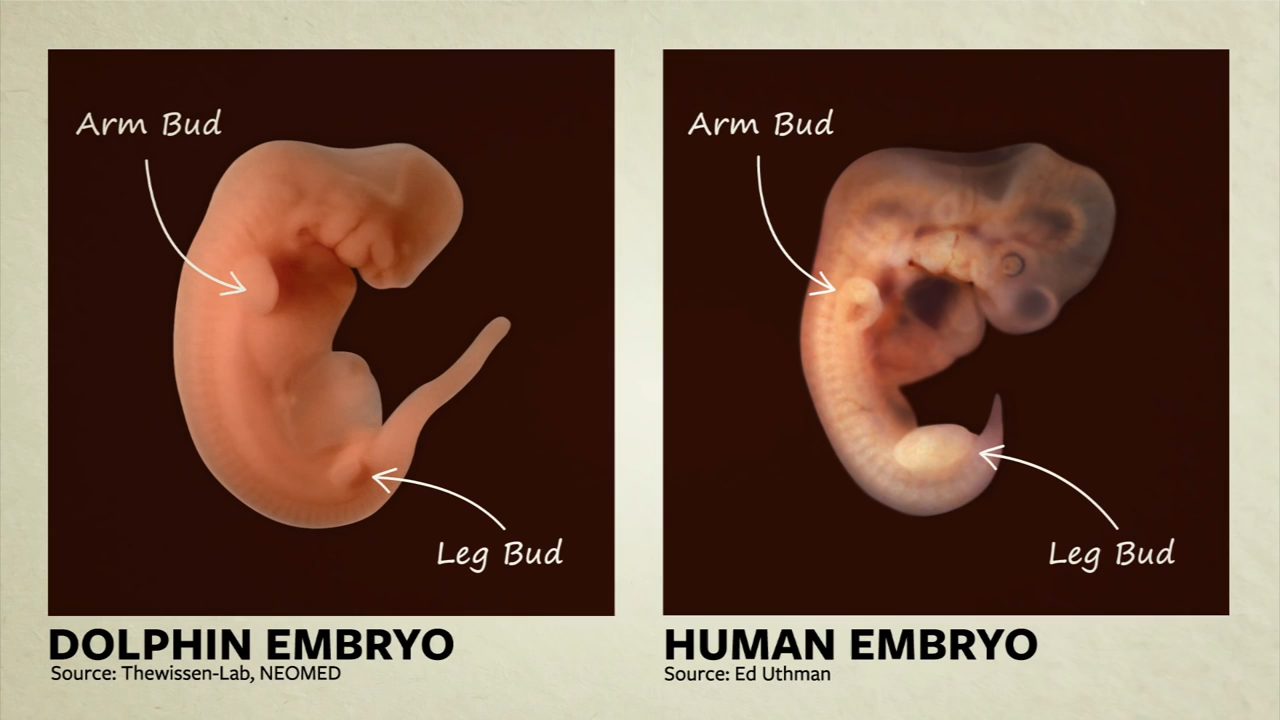 Arm Bud
Leg Bud
DOLPHIN EMBRYO
Source: Thewissen-Lab, NEOMED
Arm Bud
Leg Bud
HUMAN EMBRYO
Source: Ed Uthman